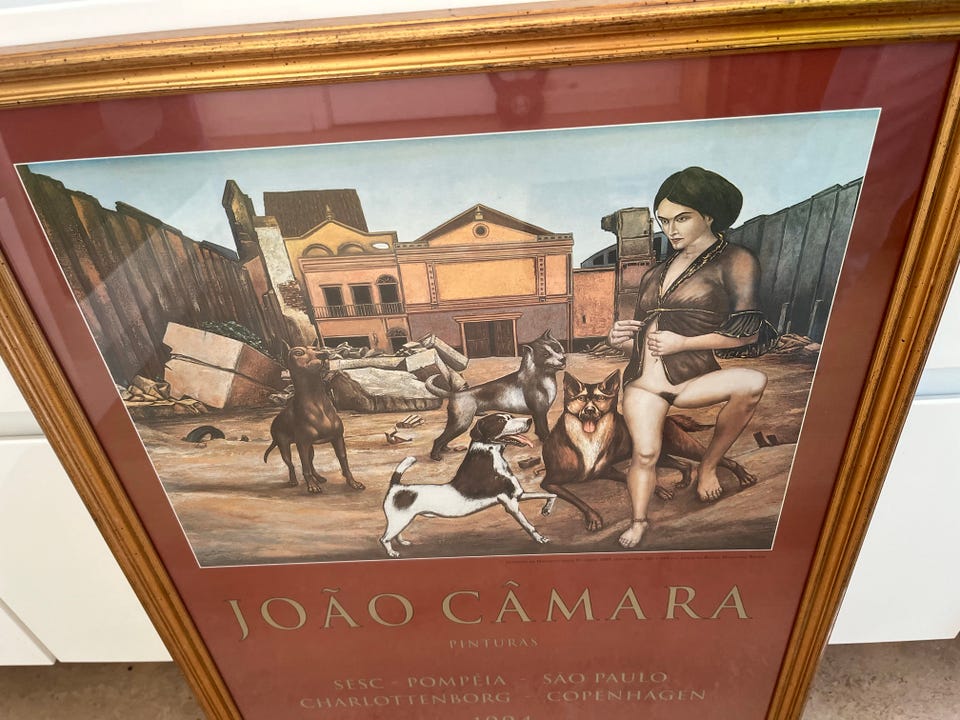 JOÃO CÂMARA
PINTURAS
SESC - POMPÉIA - SÃO PAULO
CHARLOTTENBORG - COPENHAGEN